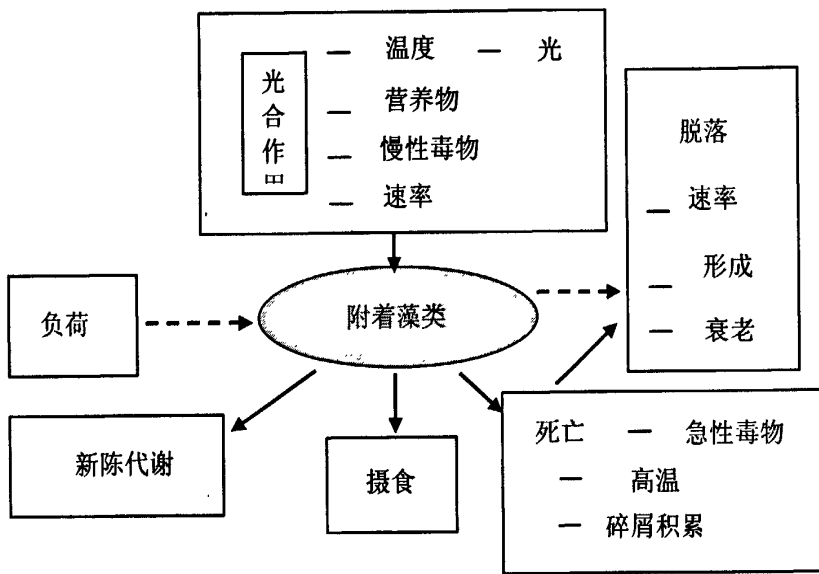 — 温度 — 光
光合作
— 营养物
— 慢性毒物
— 速率
脱落
— 速率
— 形成
— 衰老
负荷
附着藻类
新陈代谢
摄食
死亡 — 急性毒物
— 高温
— 碎屑积累